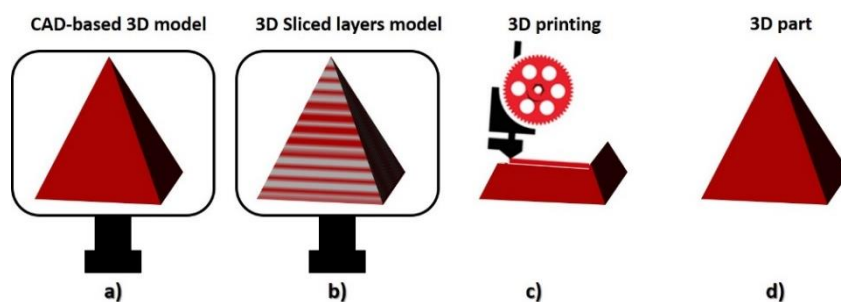 CAD-based 3D model
3D Sliced layers model
3D printing
3D part
a)
b)
c)
d)